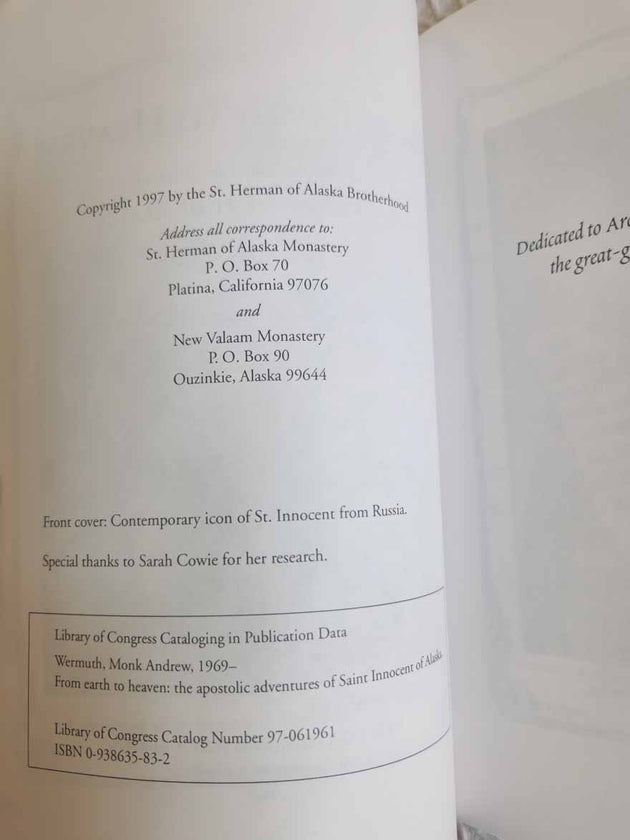 Copyright 1997 by the St. Herman of Alaska Brotherhood
Address all correspondence to:
St. Herman of Alaska Monastery
P. O. Box 70
Platina, California 97076
and
New Valaam Monastery
P. O. Box 90
Ouzinkie, Alaska 99644
Front cover: Contemporary icon of St. Innocent from Russia.
Special thanks to Sarah Cowie for her research.
Library of Congress Cataloging in Publication Data
Wermuth, Monk Andrew, 1969–
From earth to heaven: the apostolic adventures of Saint Innocent of Alaska.
Library of Congress Catalog Number 97-061961
ISBN 0-938635-83-2
Dedicated to
the great-g